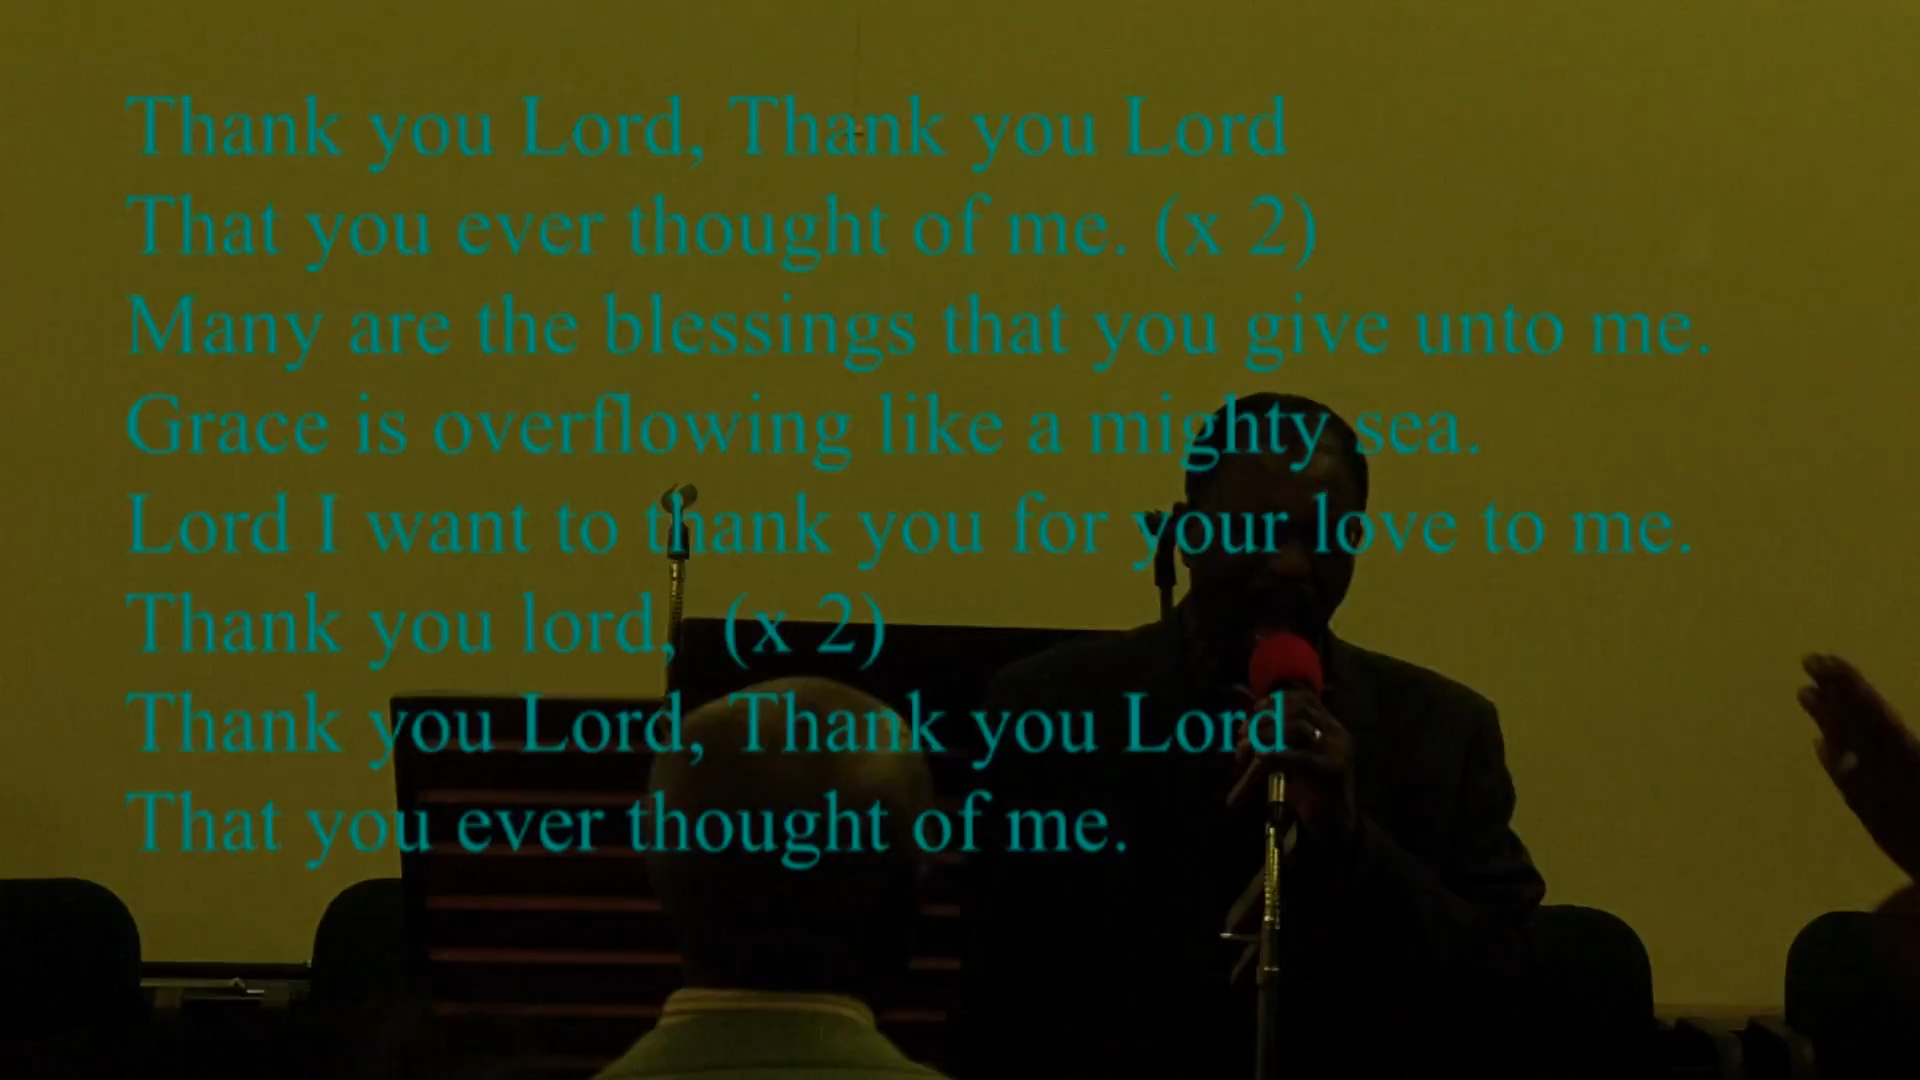 Thank you Lord, Thank you Lord
That you ever thought of me. (x 2)
Many are the blessings that you give unto me.
Grace is overflowing like a mighty sea.
Lord I want to thank you for your love to me.
Thank you lord, (x 2)
Thank you Lord, Thank you Lord
That you ever thought of me.